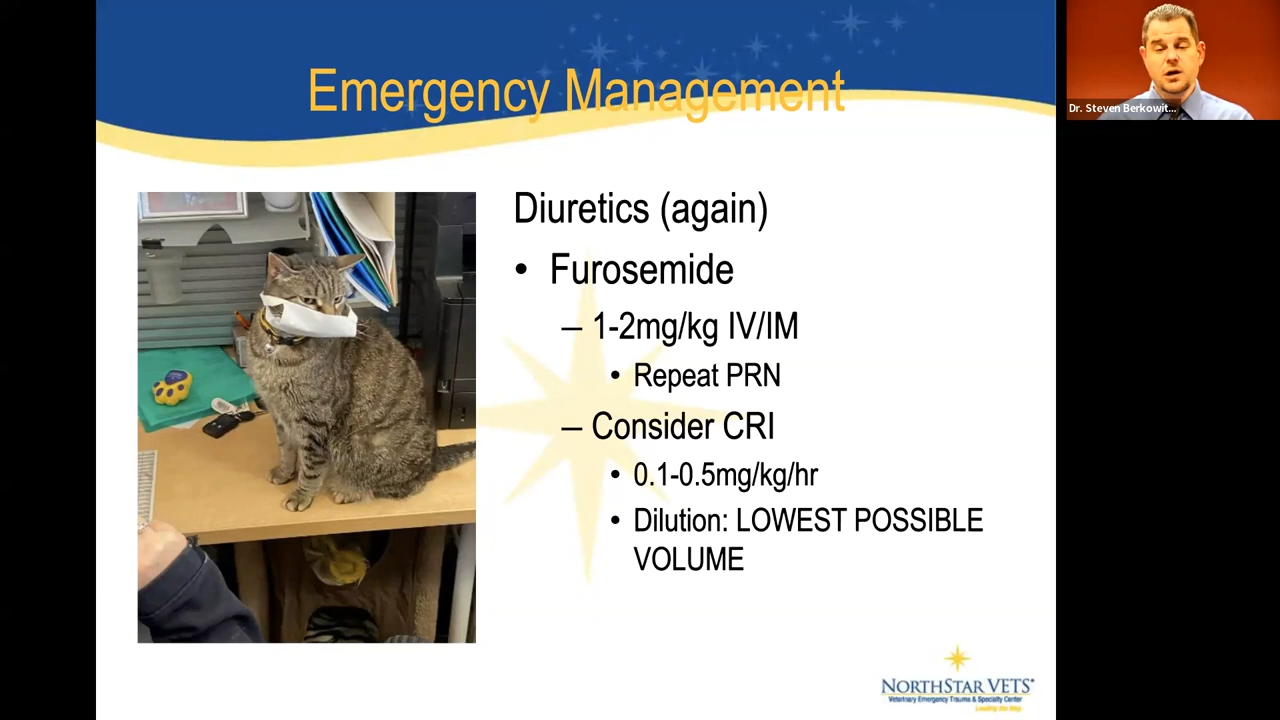 Emergency Management
Dr. Steven Berkowit...
Diuretics (again)
• Furosemide
– 1-2mg/kg IV/IM
• Repeat PRN
– Consider CRI
• 0.1-0.5mg/kg/hr
• Dilution: LOWEST POSSIBLE
VOLUME
NORTHSTAR VETS
Veterinary Emergency Trauma & Specialty Center
Leading the Way